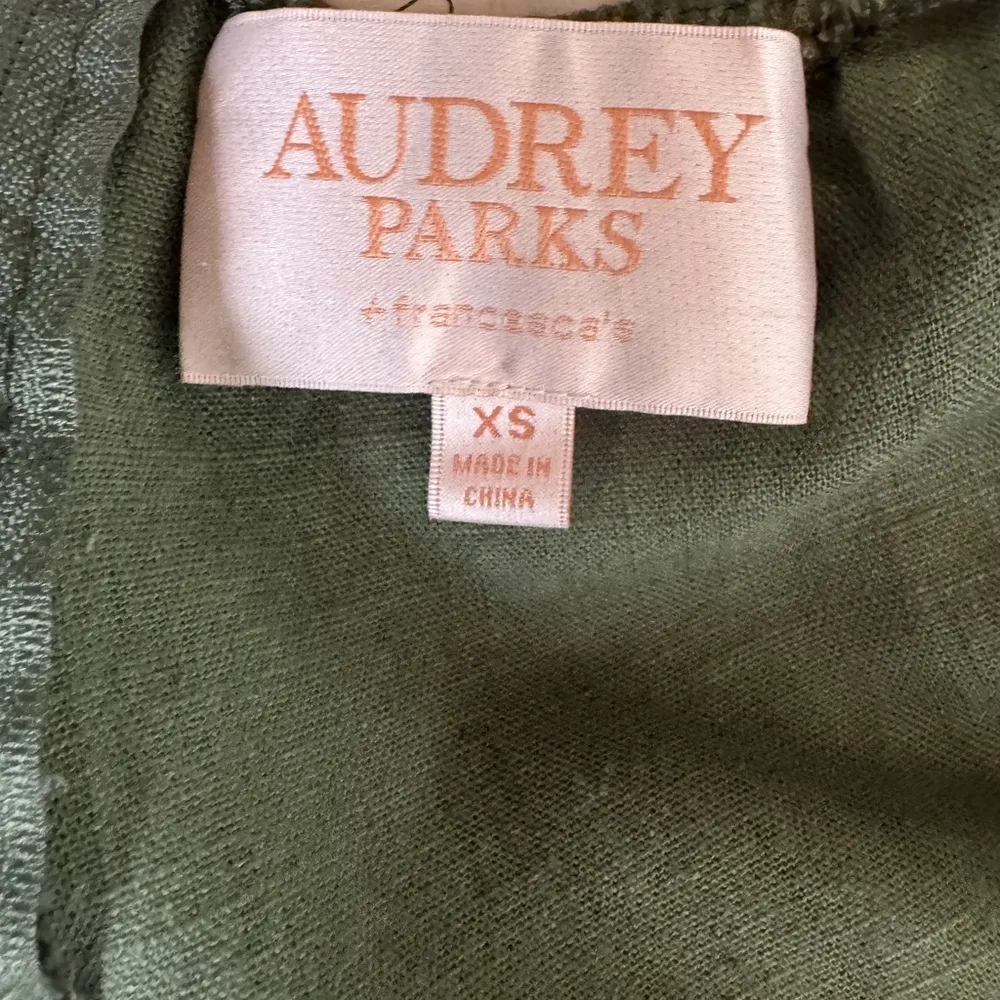 AUDREY
PARKS
+francesca's
XS
MADE IN
CHINA